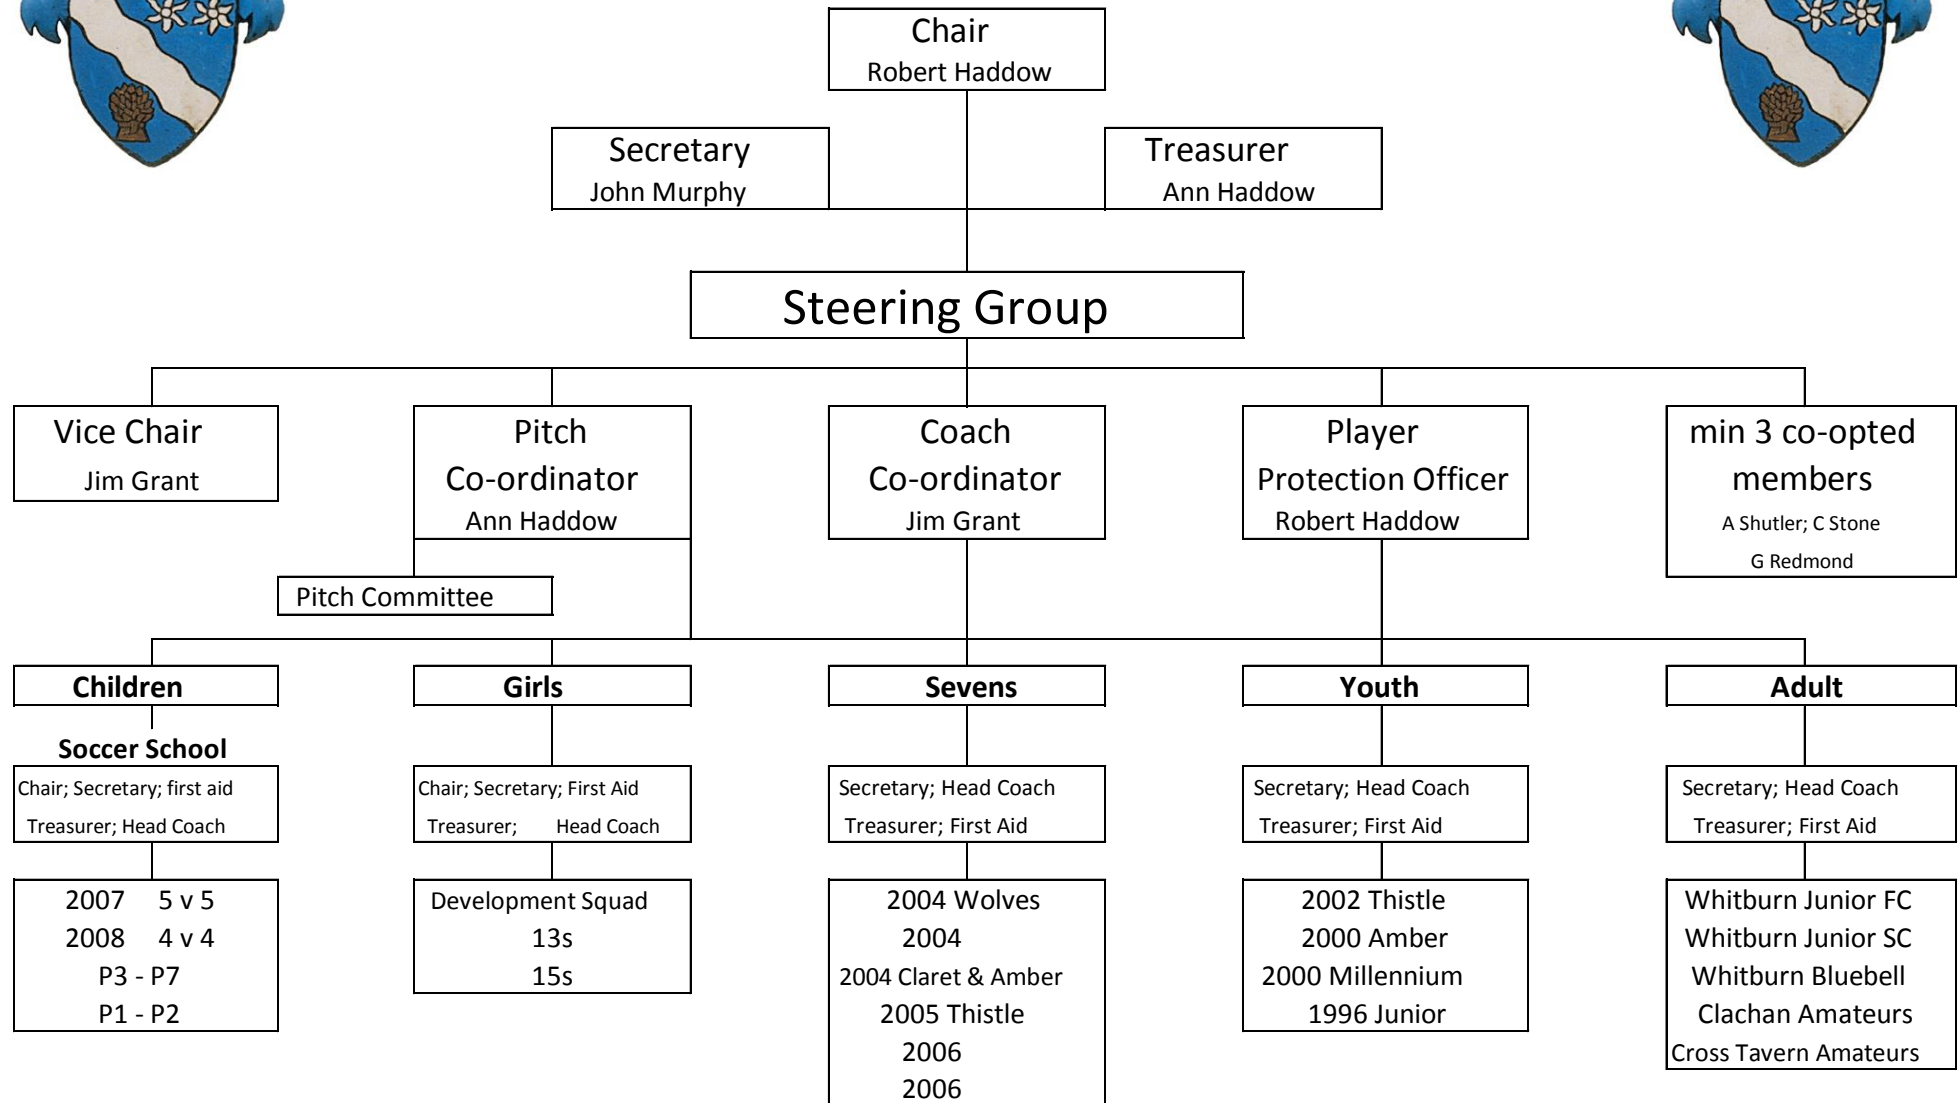 Chair
Robert Haddow
Secretary
John Murphy
Treasurer
Ann Haddow
Steering Group
Vice Chair
Jim Grant
Pitch
Co-ordinator
Ann Haddow
Coach
Co-ordinator
Jim Grant
Player
Protection Officer
Robert Haddow
min 3 co-opted
members
A Shutler; C Stone
G Redmond
Pitch Committee
Children
Girls
Sevens
Youth
Adult
Soccer School
Chair; Secretary; first aid
Treasurer; Head Coach
Chair; Secretary; First Aid
Treasurer; Head Coach
Secretary; Head Coach
Treasurer; First Aid
Secretary; Head Coach
Treasurer; First Aid
Secretary; Head Coach
Treasurer; First Aid
2007 5 v 5
2008 4 v 4
P3 - P7
P1 - P2
Development Squad
13s
15s
2004 Wolves
2004
2004 Claret & Amber
2005 Thistle
2006
2006
2002 Thistle
2000 Amber
2000 Millennium
1996 Junior
Whitburn Junior FC
Whitburn Junior SC
Whitburn Bluebell
Clachan Amateurs
Cross Tavern Amateurs